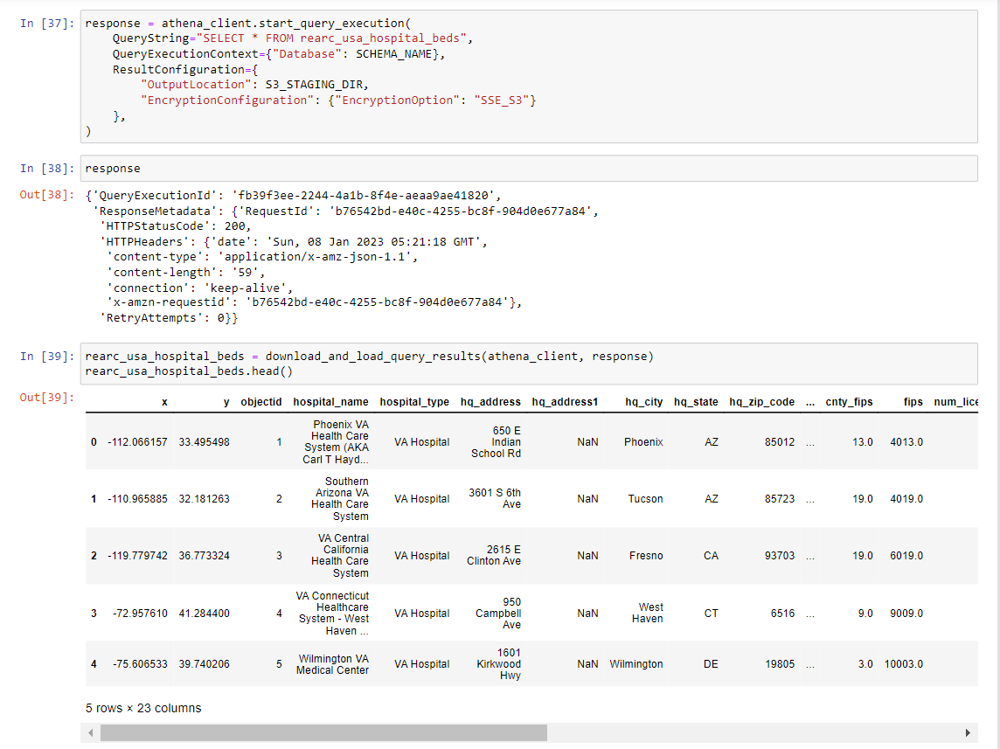 In [37]: response = athena_client.start_query_execution(
    QueryString="SELECT * FROM rearc_usa_hospital_beds",
    QueryExecutionContext={"Database": SCHEMA_NAME},
    ResultConfiguration={
        "OutputLocation": S3_STAGING_DIR,
        "EncryptionConfiguration": {"EncryptionOption": "SSE_S3"}
    },
)
In [38]: response
Out[38]: {'QueryExecutionId': 'fb39f3ee-2244-4a1b-8f4e-aeaa9ae41820',
 'ResponseMetadata': {'RequestId': 'b76542bd-e40c-4255-bc8f-904d0e677a84',
  'HTTPStatusCode': 200,
  'HTTPHeaders': {'date': 'Sun, 08 Jan 2023 05:21:18 GMT',
   'content-type': 'application/x-amz-json-1.1',
   'content-length': '59',
   'connection': 'keep-alive',
   'x-amzn-requestid': 'b76542bd-e40c-4255-bc8f-904d0e677a84'},
  'RetryAttempts': 0}}
In [39]: rearc_usa_hospital_beds = download_and_load_query_results(athena_client, response)
rearc_usa_hospital_beds.head()
Out[39]:
x y objectid hospital_name hospital_type hq_address hq_address1 hq_city hq_state hq_zip_code ... cnty_fips fips num_lice
0 -112.066157 33.495498 1 Phoenix VA Health Care System (AKA Carl T Hayd... VA Hospital 650 E Indian School Rd NaN Phoenix AZ 85012 ... 13.0 4013.0
1 -110.965885 32.181263 2 Southern Arizona VA Health Care System VA Hospital 3601 S 6th Ave NaN Tucson AZ 85723 ... 19.0 4019.0
2 -119.779742 36.773324 3 VA Central California Health Care System VA Hospital 2615 E Clinton Ave NaN Fresno CA 93703 ... 19.0 6019.0
3 -72.957610 41.284400 4 VA Connecticut Healthcare System - West Haven ... VA Hospital 950 Campbell Ave NaN West Haven CT 6516 ... 9.0 9009.0
4 -75.606533 39.740206 5 Wilmington VA Medical Center VA Hospital 1601 Kirkwood Hwy NaN Wilmington DE 19805 ... 3.0 10003.0
5 rows × 23 columns